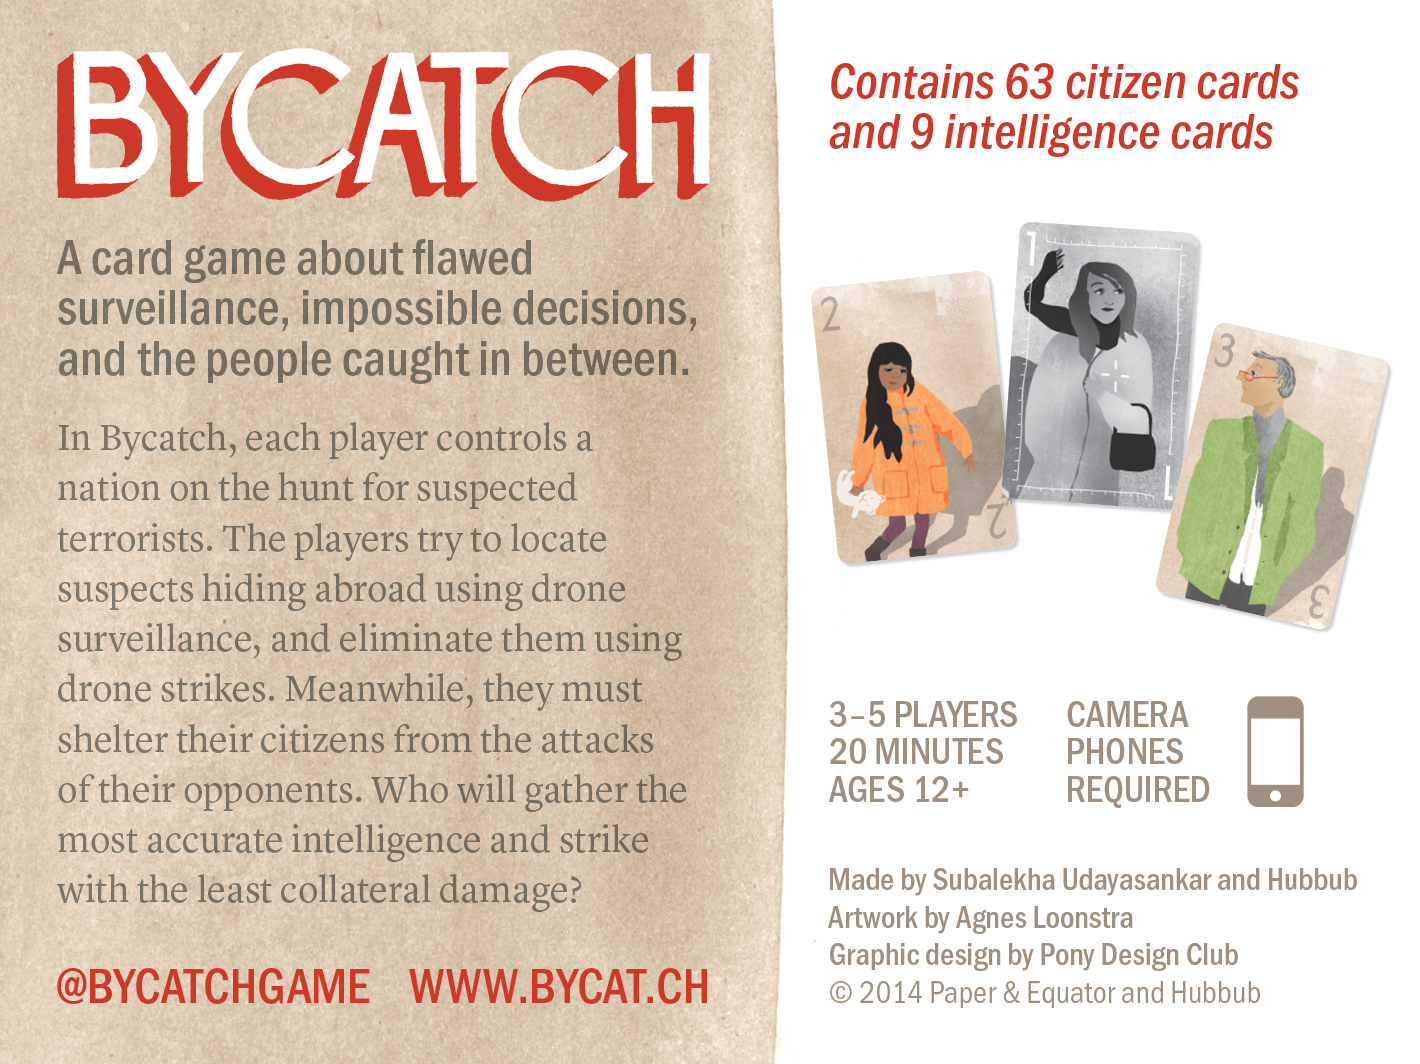 BYCATCH
A card game about flawed
surveillance, impossible decisions,
and the people caught in between.
In Bycatch, each player controls a
nation on the hunt for suspected
terrorists. The players try to locate
suspects hiding abroad using drone
surveillance, and eliminate them using
drone strikes. Meanwhile, they must
shelter their citizens from the attacks
of their opponents. Who will gather the
most accurate intelligence and strike
with the least collateral damage?
@BYCATCHGAME WWW.BYCAT.CH
Contains 63 citizen cards
and 9 intelligence cards
2
2
1
1
3
3
3–5 PLAYERS
20 MINUTES
AGES 12+
CAMERA
PHONES
REQUIRED
Made by Subalekha Udayasankar and Hubbub
Artwork by Agnes Loonstra
Graphic design by Pony Design Club
© 2014 Paper & Equator and Hubbub